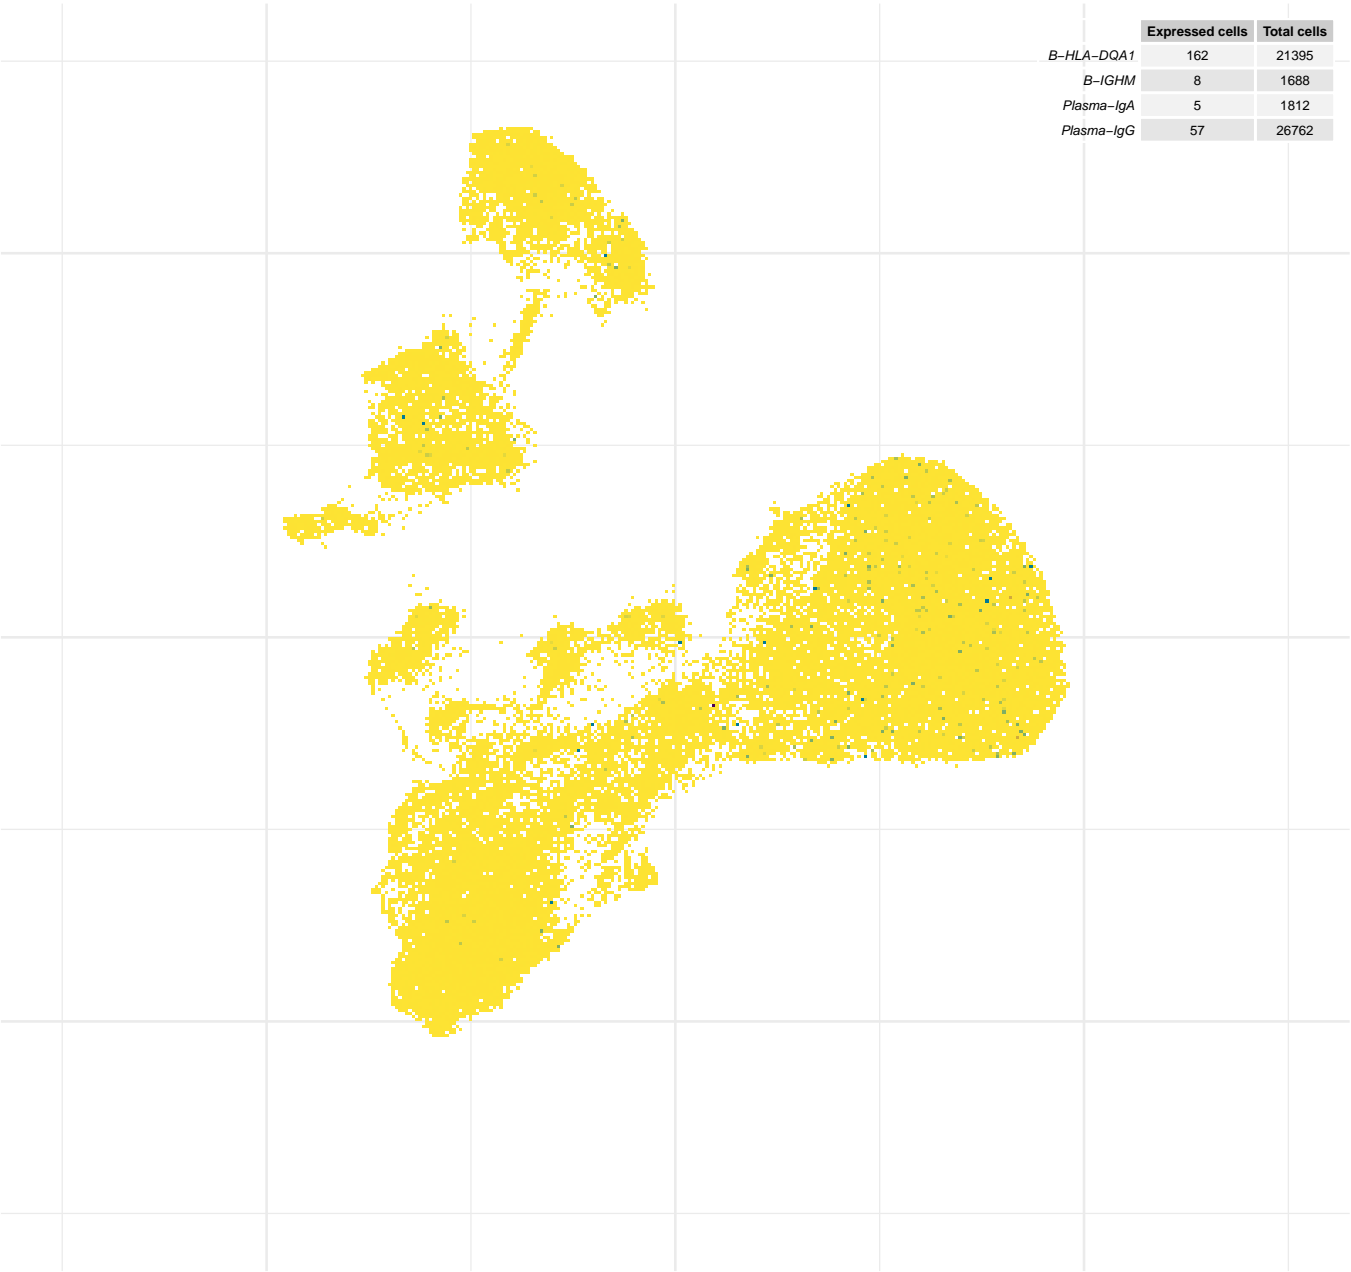 Expressed cells Total cells
B−HLA−DQA1 162 21395
B−IGHM 8 1688
Plasma−IgA 5 1812
Plasma−IgG 57 26762